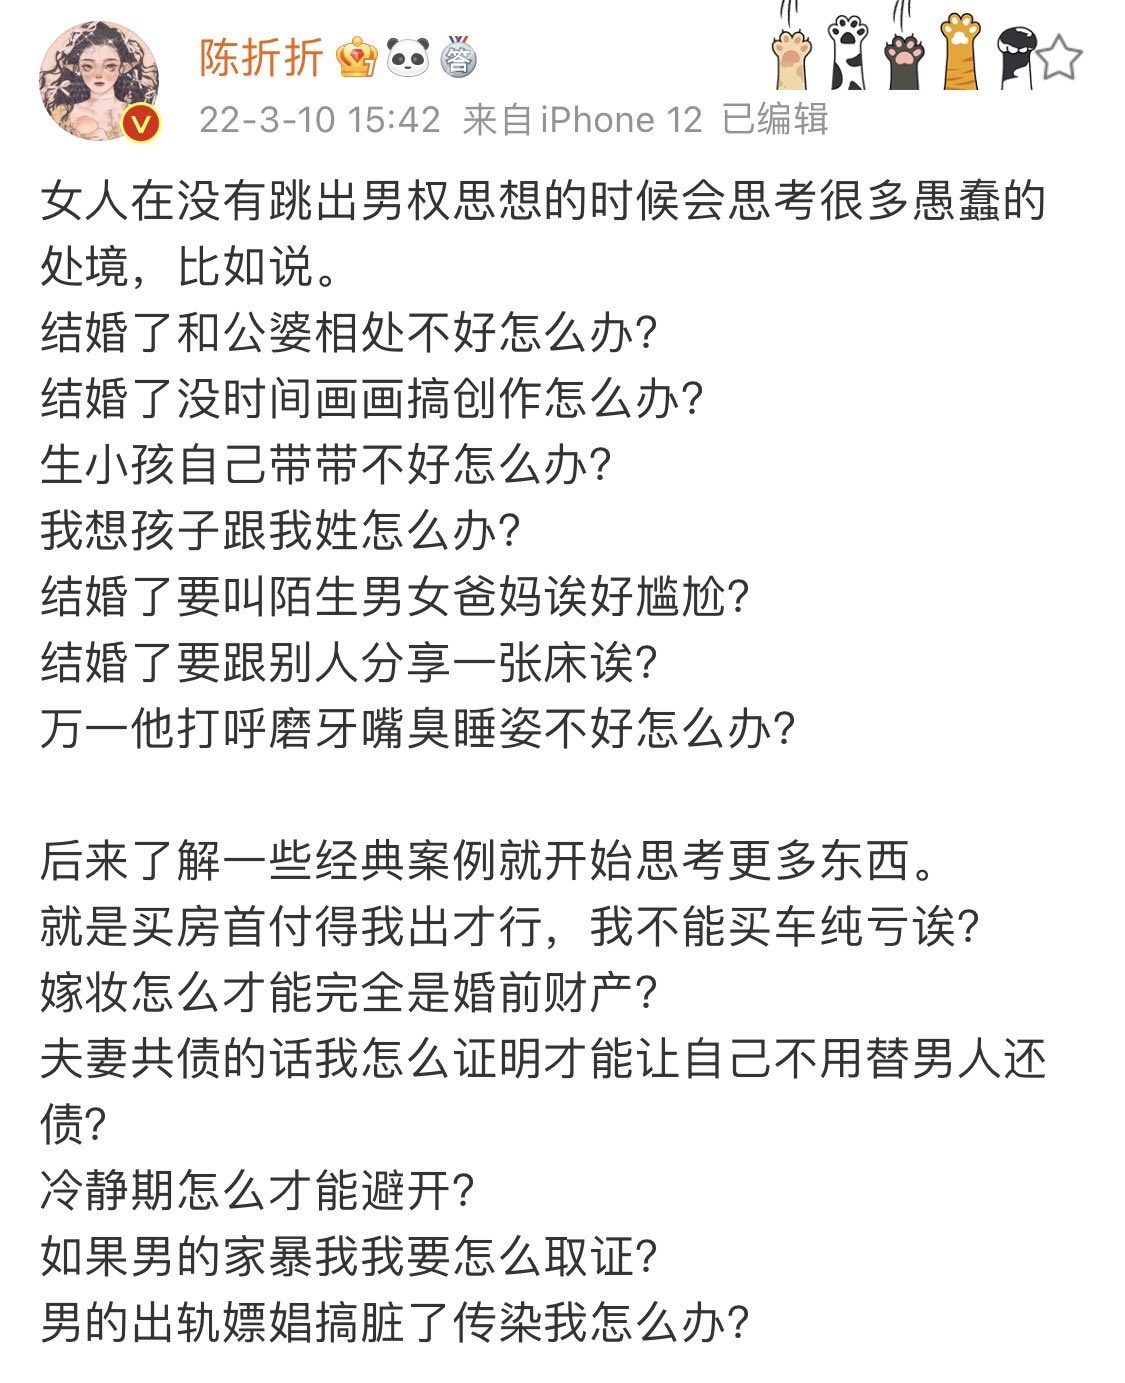 陈折折
22-3-10 15:42 来自iPhone 12 已编辑
女人在没有跳出男权思想的时候会思考很多愚蠢的
处境，比如说。
结婚了和公婆相处不好怎么办？
结婚了没时间画画搞创作怎么办？
生小孩自己带带不好怎么办？
我想孩子跟我姓怎么办？
结婚了要叫陌生男女爸妈诶好尴尬？
结婚了要跟别人分享一张床诶？
万一他打呼磨牙嘴臭睡姿不好怎么办？
后来了解一些经典案例就开始思考更多东西。
就是买房首付得我出才行，我不能买车纯亏诶？
嫁妆怎么才能完全是婚前财产？
夫妻共债的话我怎么证明才能让自己不用替男人还
债？
冷静期怎么才能避开？
如果男的家暴我我要怎么取证？
男的出轨嫖娼搞脏了传染我怎么办？